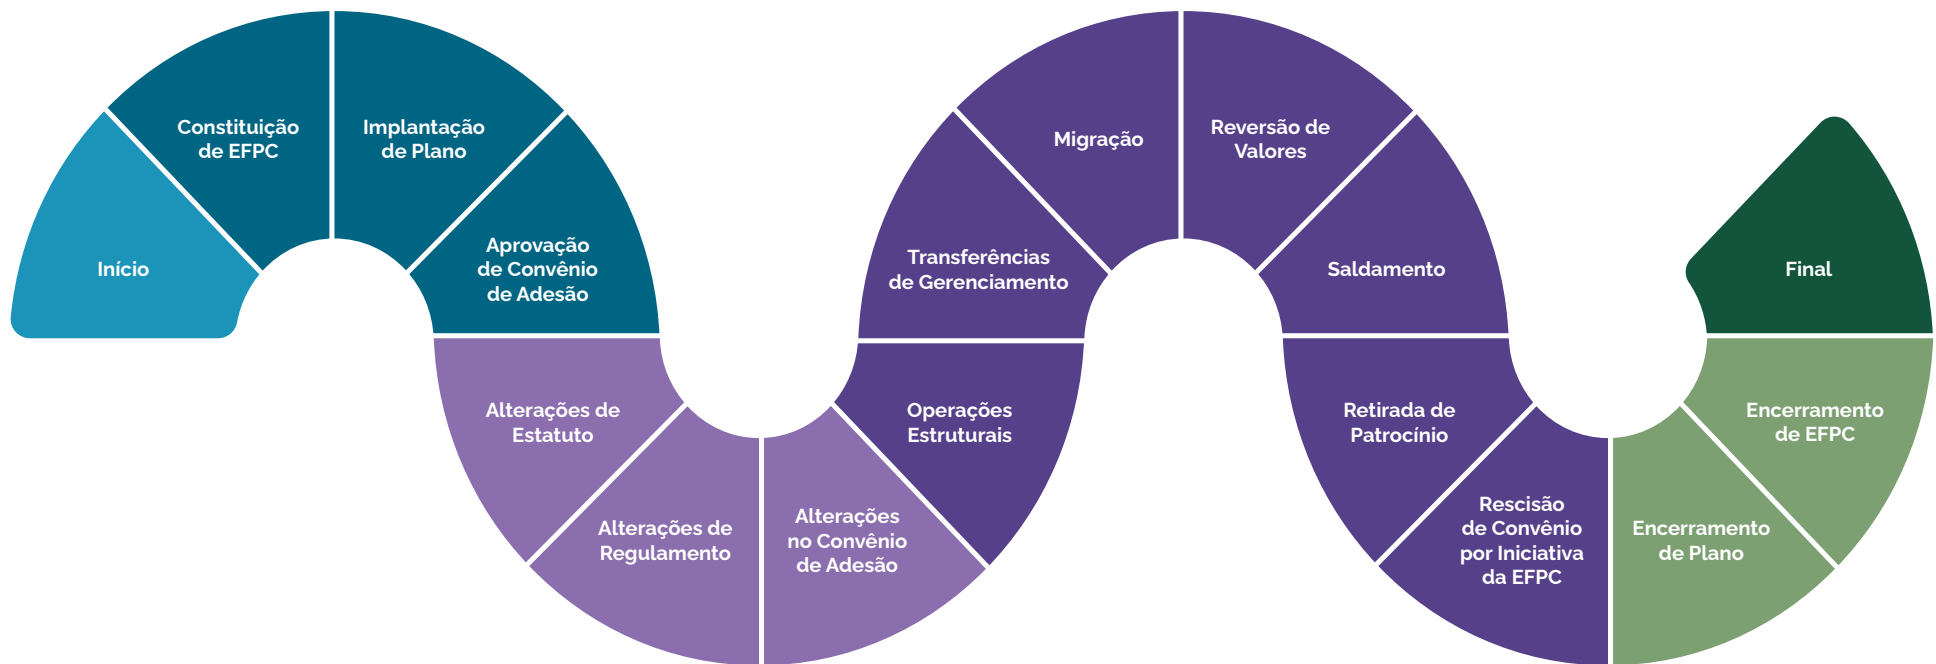 Início
Constituição
de EFPC
Implantação
de Plano
Aprovação
de Convênio
de Adesão
Alterações de
Estatuto
Alterações de
Regulamento
Alterações
no Convênio
de Adesão
Operações
Estruturais
Transferências
de Gerenciamento
Migração
Reversão de
Valores
Saldamento
Retirada de
Patrocínio
Rescisão
de Convênio
por Iniciativa
da EFPC
Encerramento
de Plano
Encerramento
de EFPC
Final